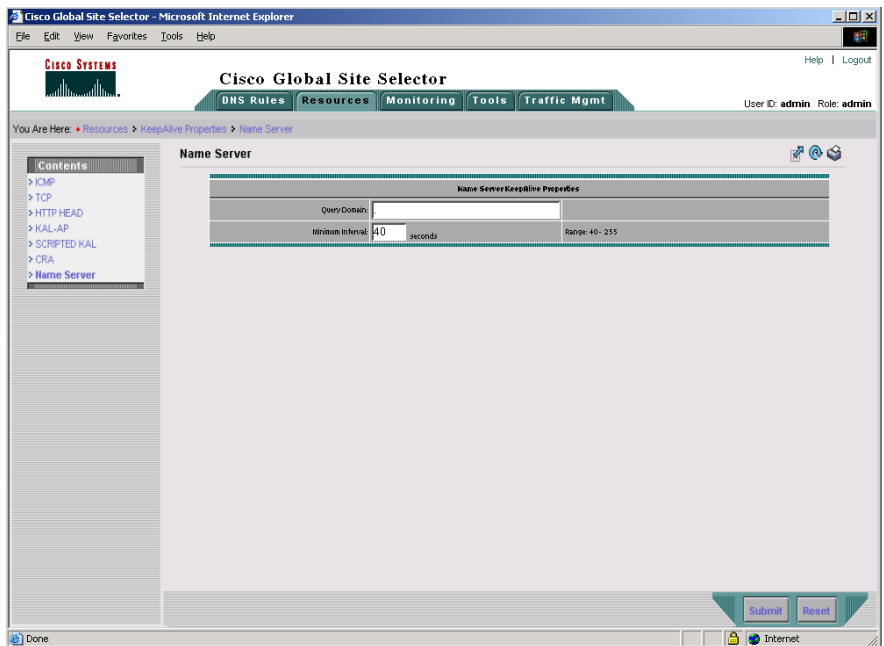 Cisco Global Site Selector - Microsoft Internet Explorer
File Edit View Favorites Tools Help
CISCO SYSTEMS
Cisco Global Site Selector
Help | Logout
DNS Rules Resources Monitoring Tools Traffic Mgmt
User ID: admin Role: admin
You Are Here: Resources > KeepAlive Properties > Name Server
Contents
> ICMP
> TCP
> HTTP HEAD
> KAL-AP
> SCRIPTED KAL
> CRA
> Name Server
Name Server
Name Server KeepAlive Properties
Query Domain: .
Minimum Interval: 40 seconds Range: 40 - 255
Submit Reset
Done
Internet